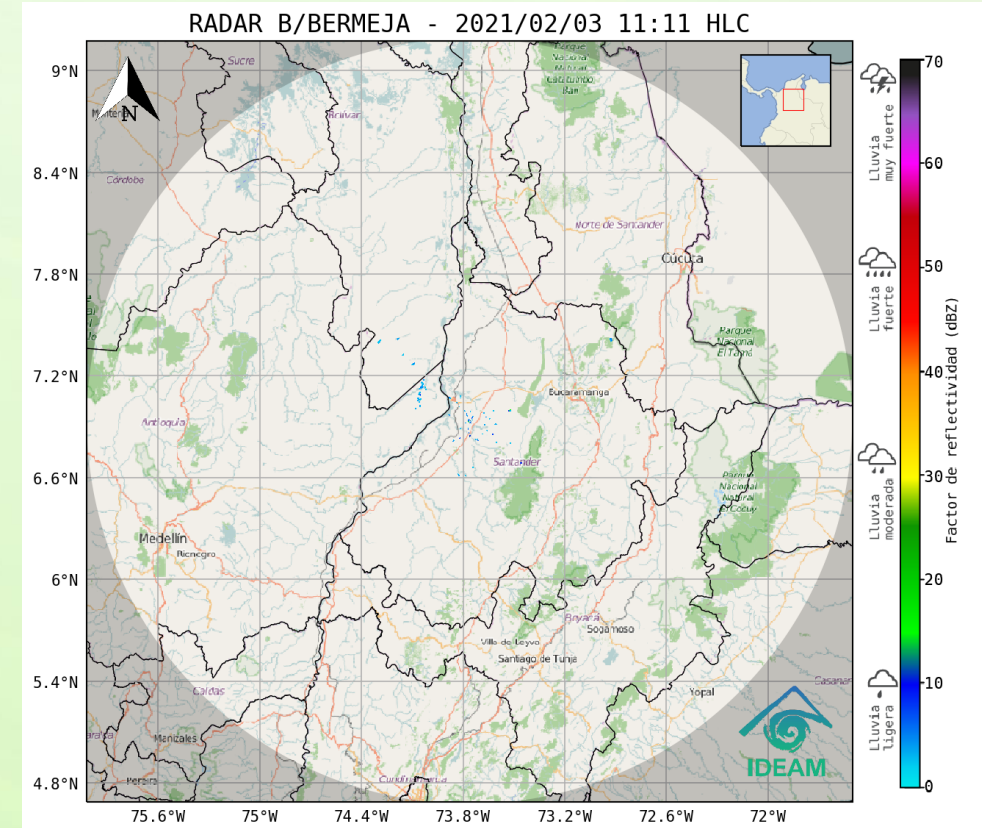 RADAR B/BERMEJA - 2021/02/03 11:11 HLC
9°N
8.4°N
7.8°N
7.2°N
6.6°N
6°N
5.4°N
4.8°N
75.6°W
75°W
74.4°W
73.8°W
73.2°W
72.6°W
72°W
N
Sucre
Bolívar
Córdoba
Parque
Norte de Santander
Cúcuta
Parque
Nacional
El Tamá
Bucaramanga
Antioquia
Santander
Parque
Nacional
Natural
El Cocuy
Medellín
Rionegro
Boyacá
Sogamoso
Villa de Leyva
Santiago de Tunja
Yopal
Casanar
Caldas
Manizales
Pereira
IDEAM
70
60
50
40
30
20
10
0
Factor de reflectividad (dBZ)
Lluvia
muy fuerte
Lluvia
fuerte
Lluvia
moderada
Lluvia
ligera